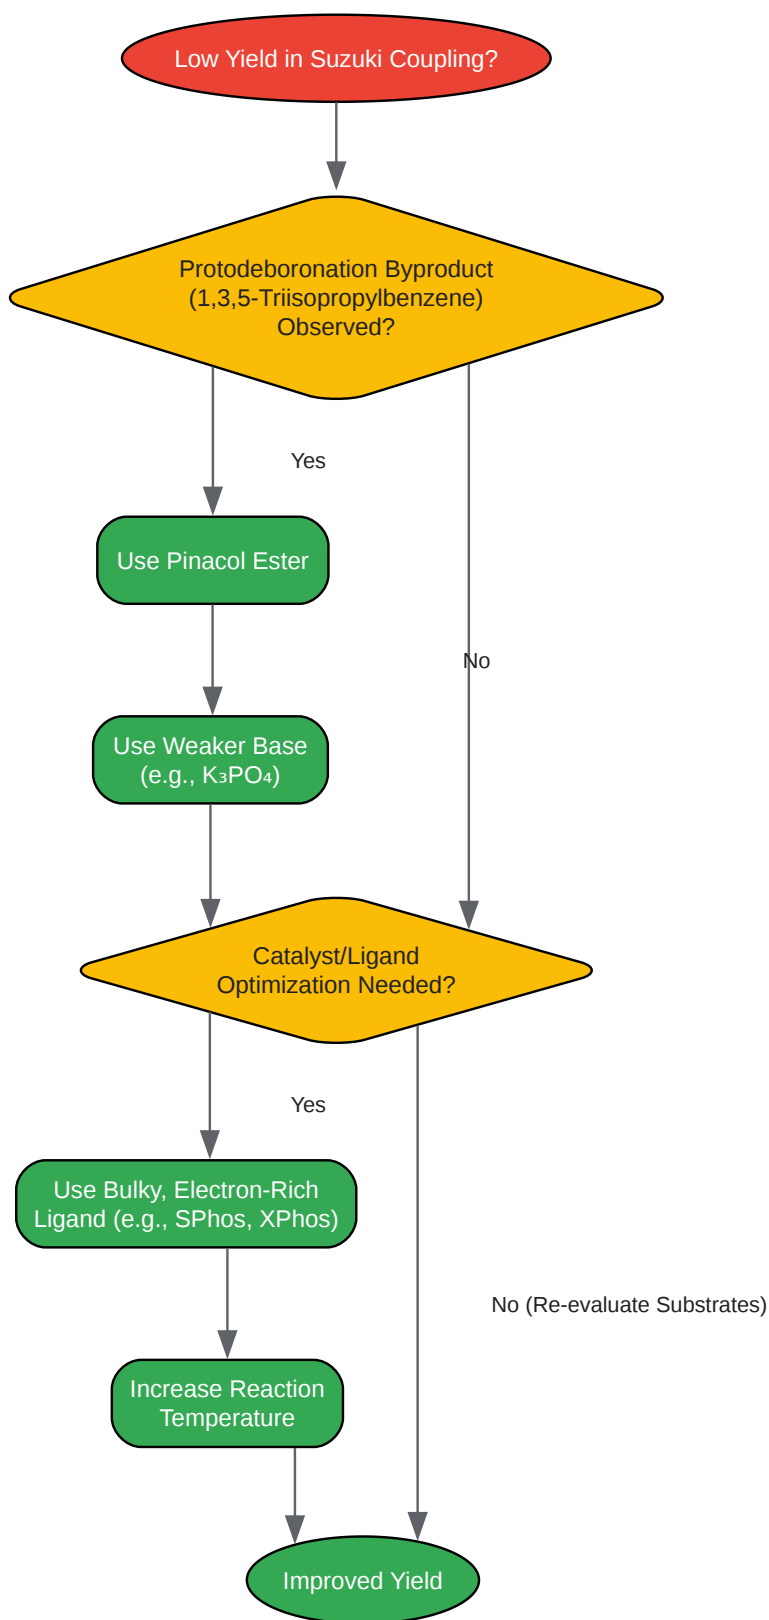 Low Yield in Suzuki Coupling?
Protodeboronation Byproduct
(1,3,5-Triisopropylbenzene)
Observed?
Yes
Use Pinacol Ester
No
Use Weaker Base
(e.g., K₃PO₄)
Catalyst/Ligand
Optimization Needed?
Yes
Use Bulky, Electron-Rich
Ligand (e.g., SPhos, XPhos)
No (Re-evaluate Substrates)
Increase Reaction
Temperature
Improved Yield